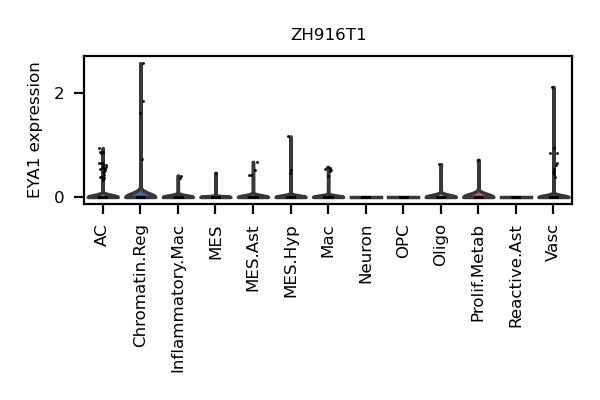 ZH916T1
EYA1 expression
2
0
AC
Chromatin.Reg
Inflammatory.Mac
MES
MES.Ast
MES.Hyp
Mac
Neuron
OPC
Oligo
Prolif.Metab
Reactive.Ast
Vasc